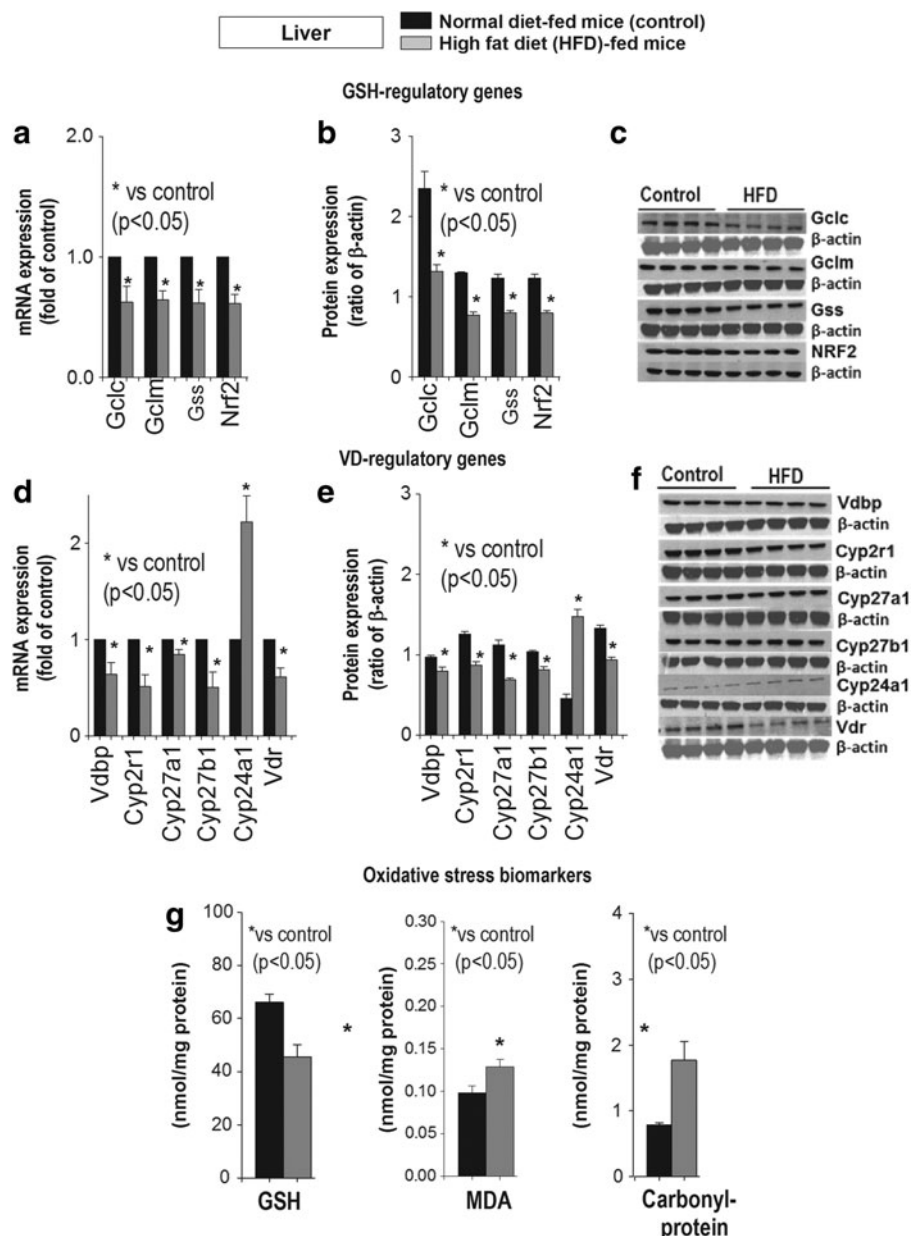 Liver
Normal diet-fed mice (control)
High fat diet (HFD)-fed mice
GSH-regulatory genes
a
mRNA expression
(fold of control)
2.0
1.0
0.0
* vs control
(p<0.05)
* * * *
Gclc
Gclm
Gss
Nrf2
b
Protein expression
(ratio of β-actin)
3
2
1
0
* vs control
(p<0.05)
* * * *
Gclc
Gclm
Gss
Nrf2
c
Control HFD
Gclc
β-actin
Gclm
β-actin
Gss
β-actin
NRF2
β-actin
VD-regulatory genes
d
mRNA expression
(fold of control)
2
1
0
* vs control
(p<0.05)
* * * * * *
Vdbp
Cyp2r1
Cyp27a1
Cyp27b1
Cyp24a1
Vdr
e
Protein expression
(ratio of β-actin)
3
2
1
0
* vs control
(p<0.05)
* * * * * *
Vdbp
Cyp2r1
Cyp27a1
Cyp27b1
Cyp24a1
Vdr
f
Control HFD
Vdbp
β-actin
Cyp2r1
β-actin
Cyp27a1
β-actin
Cyp27b1
β-actin
Cyp24a1
β-actin
Vdr
β-actin
Oxidative stress biomarkers
g
(nmol/mg protein)
100
80
60
40
20
0
*vs control
(p<0.05)
*
GSH
(nmol/mg protein)
0.30
0.25
0.20
0.15
0.10
0.05
0.00
*vs control
(p<0.05)
*
MDA
(nmol/mg protein)
4
3
2
1
0
*vs control
(p<0.05)
*
Carbonyl-
protein